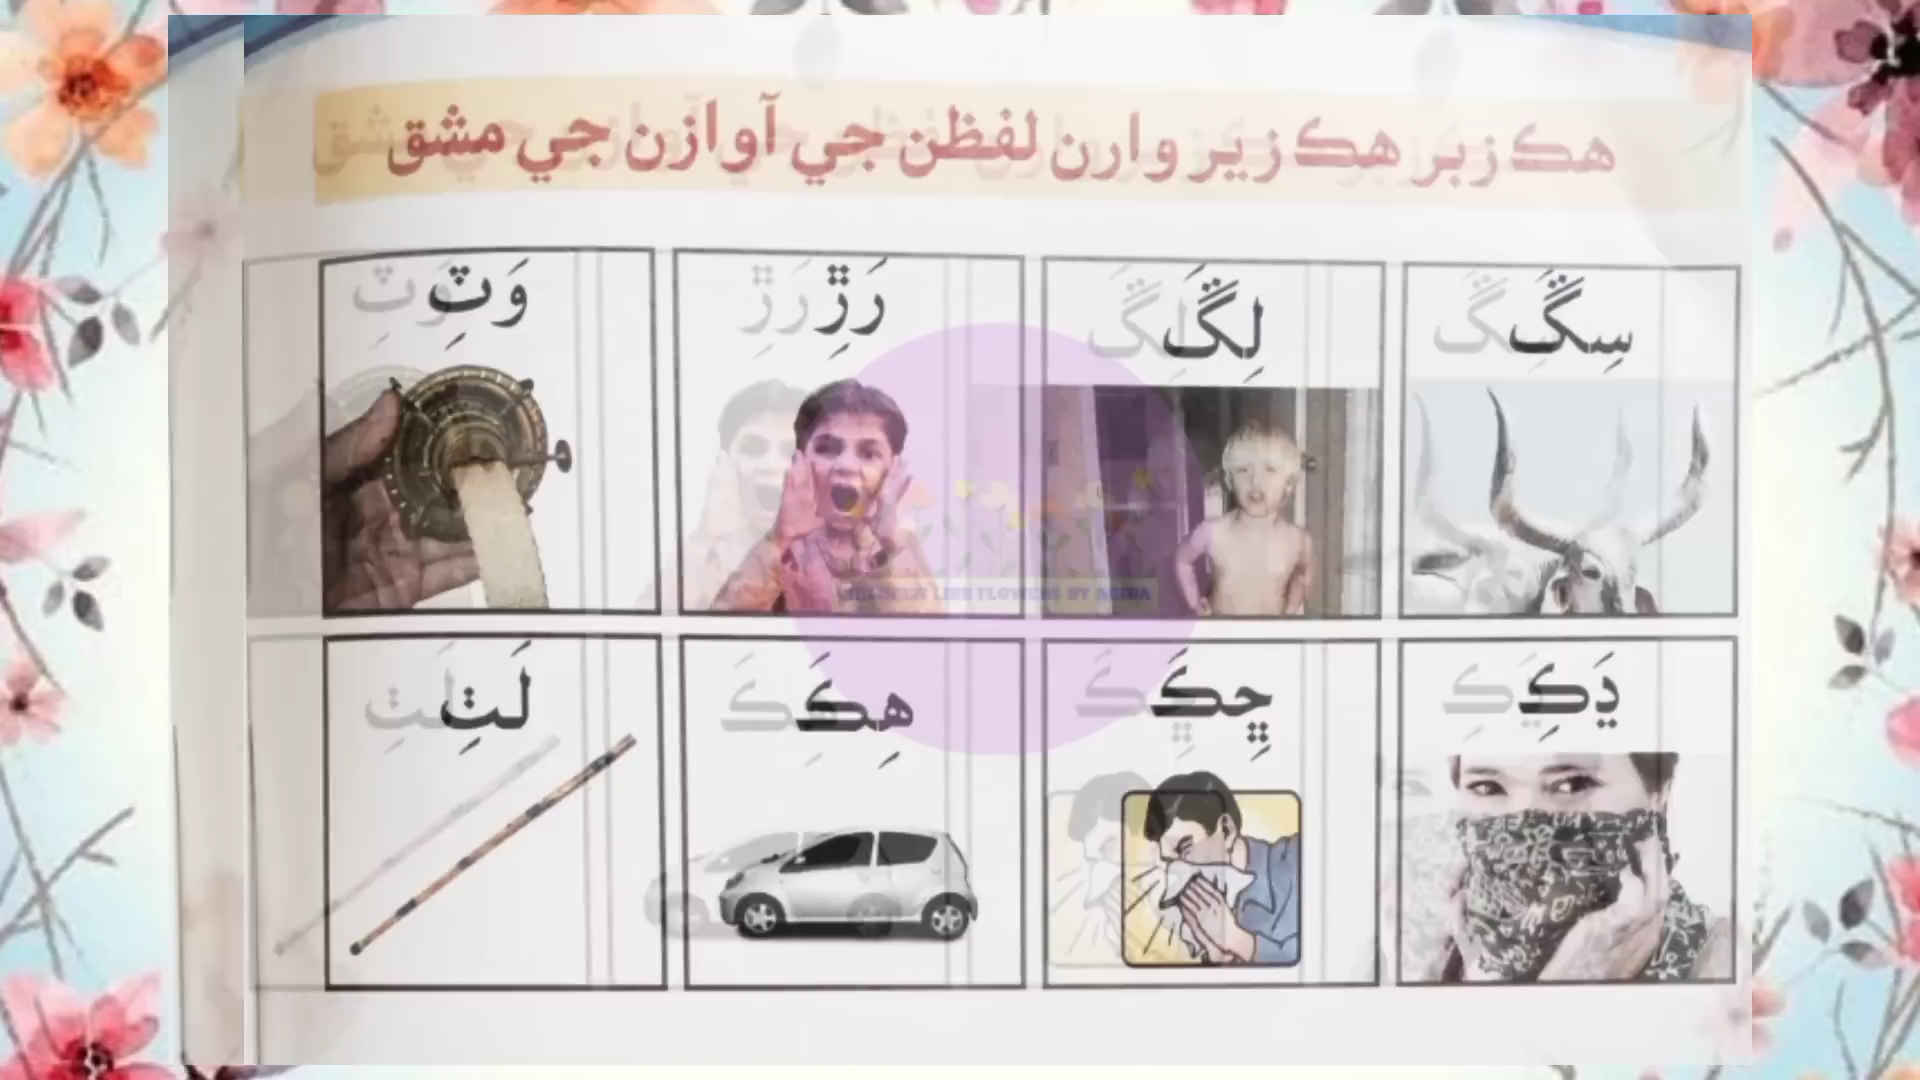 هڪ زبر هڪ زير وارن لفظن جي آوازن جي مشق
سِڱَ لِڱَ رَڙِ وَٽِ
ڍَڪِ ڇِڪَ هِڪَ لَٺِ